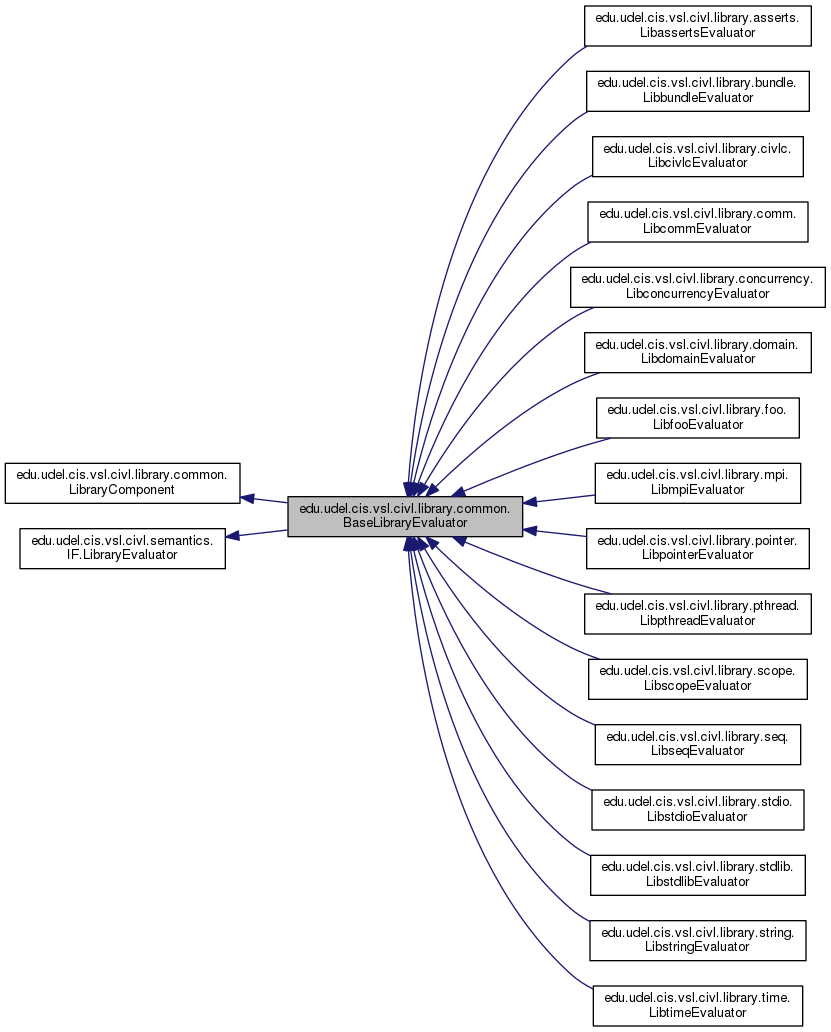 edu.udel.cis.vsl.civl.library.asserts.
LibassertsEvaluator
edu.udel.cis.vsl.civl.library.bundle.
LibbundleEvaluator
edu.udel.cis.vsl.civl.library.civlc.
LibcivlcEvaluator
edu.udel.cis.vsl.civl.library.comm.
LibcommEvaluator
edu.udel.cis.vsl.civl.library.concurrency.
LibconcurrencyEvaluator
edu.udel.cis.vsl.civl.library.domain.
LibdomainEvaluator
edu.udel.cis.vsl.civl.library.foo.
LibfooEvaluator
edu.udel.cis.vsl.civl.library.common.
LibraryComponent
edu.udel.cis.vsl.civl.library.mpi.
LibmpiEvaluator
edu.udel.cis.vsl.civl.library.common.
BaseLibraryEvaluator
edu.udel.cis.vsl.civl.semantics.
IF.LibraryEvaluator
edu.udel.cis.vsl.civl.library.pointer.
LibpointerEvaluator
edu.udel.cis.vsl.civl.library.pthread.
LibpthreadEvaluator
edu.udel.cis.vsl.civl.library.scope.
LibscopeEvaluator
edu.udel.cis.vsl.civl.library.seq.
LibseqEvaluator
edu.udel.cis.vsl.civl.library.stdio.
LibstdioEvaluator
edu.udel.cis.vsl.civl.library.stdlib.
LibstdlibEvaluator
edu.udel.cis.vsl.civl.library.string.
LibstringEvaluator
edu.udel.cis.vsl.civl.library.time.
LibtimeEvaluator